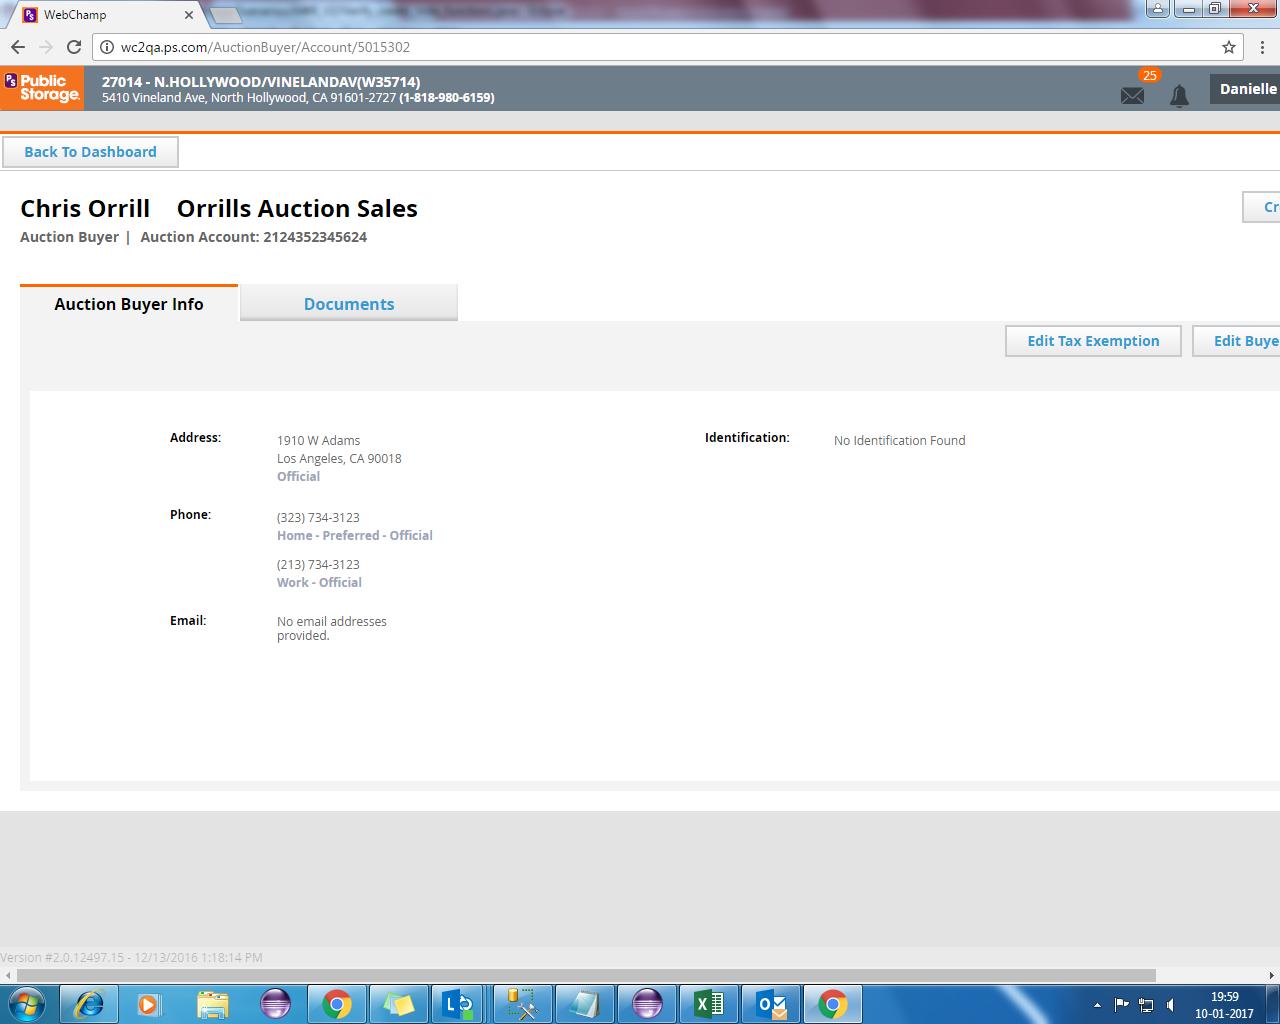 WebChamp
wc2qa.ps.com/AuctionBuyer/Account/5015302
PS Public Storage.
27014 - N.HOLLYWOOD/VINELANDAV(W35714)
5410 Vineland Ave, North Hollywood, CA 91601-2727 (1-818-980-6159)
25
Danielle
Back To Dashboard
Chris Orrill Orrills Auction Sales
Cr
Auction Buyer | Auction Account: 2124352345624
Auction Buyer Info
Documents
Edit Tax Exemption
Edit Buye
Address:
1910 W Adams
Los Angeles, CA 90018
Official
Identification:
No Identification Found
Phone:
(323) 734-3123
Home - Preferred - Official
(213) 734-3123
Work - Official
Email:
No email addresses
provided.
Version #2.0.12497.15 - 12/13/2016 1:18:14 PM
19:59
10-01-2017